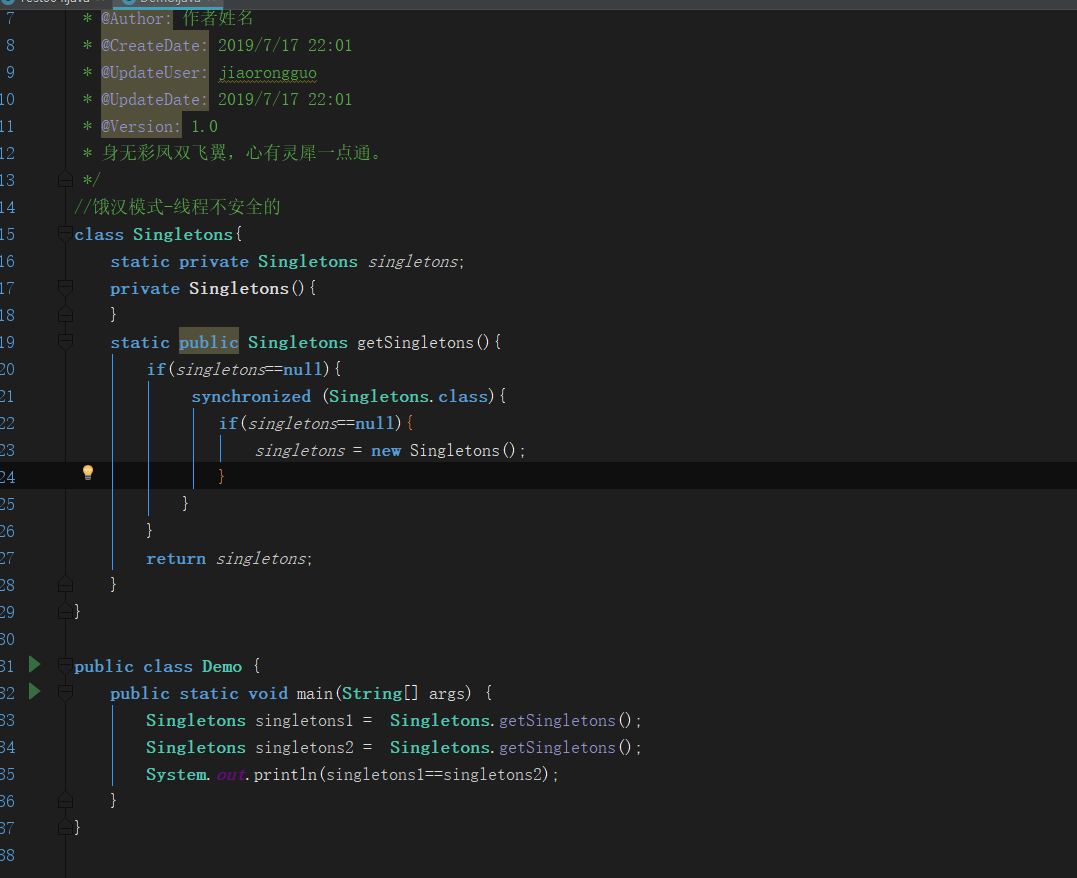 7 * @Author: 作者姓名
8 * @CreateDate: 2019/7/17 22:01
9 * @UpdateUser: jiaorongguo
10 * @UpdateDate: 2019/7/17 22:01
11 * @Version: 1.0
12 * 身无彩凤双飞翼，心有灵犀一点通。
13 */
14 //饿汉模式-线程不安全的
15 class Singletons{
16 static private Singletons singletons;
17 private Singletons(){
18 }
19 static public Singletons getSingletons(){
20 if(singletons==null){
21 synchronized (Singletons.class){
22 if(singletons==null){
23 singletons = new Singletons();
24 }
25 }
26 }
27 return singletons;
28 }
29 }
30
31 public class Demo {
32 public static void main(String[] args) {
33 Singletons singletons1 = Singletons.getSingletons();
34 Singletons singletons2 = Singletons.getSingletons();
35 System.out.println(singletons1==singletons2);
36 }
37 }
38